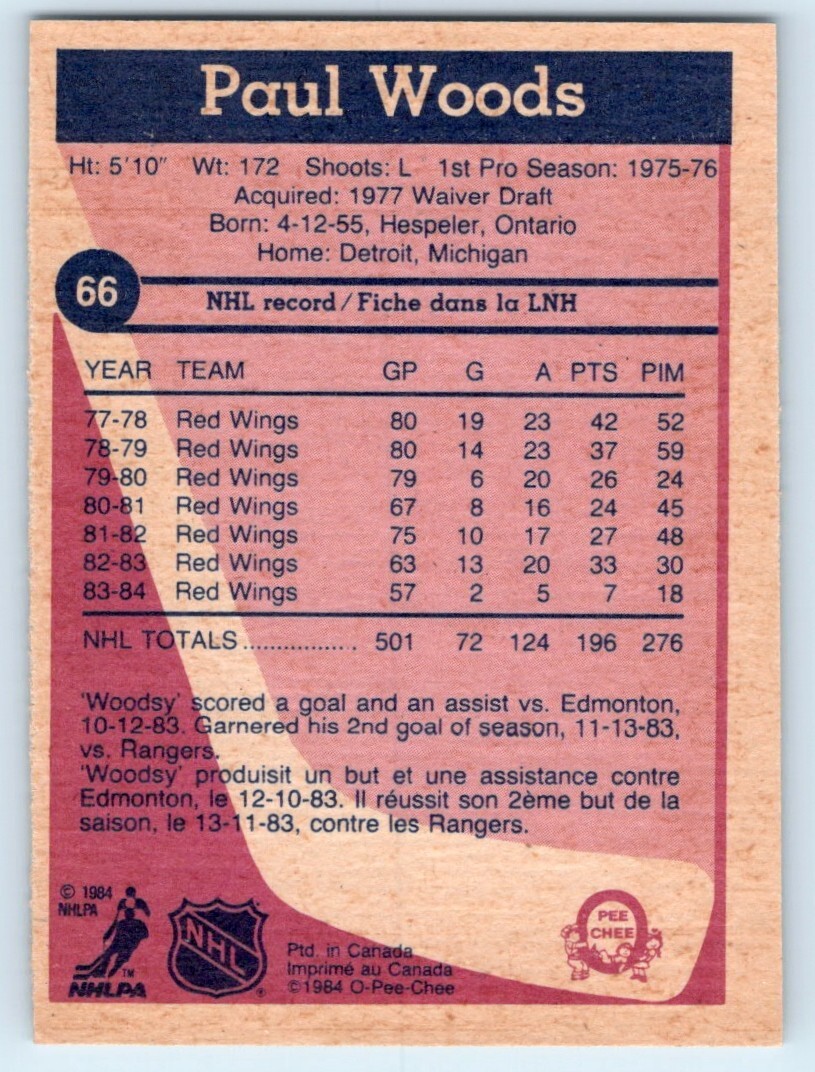 Paul Woods
Ht: 5'10" Wt: 172 Shoots: L 1st Pro Season: 1975-76
Acquired: 1977 Waiver Draft
Born: 4-12-55, Hespeler, Ontario
Home: Detroit, Michigan
66
NHL record / Fiche dans la LNH
YEAR TEAM GP G A PTS PIM
77-78 Red Wings 80 19 23 42 52
78-79 Red Wings 80 14 23 37 59
79-80 Red Wings 79 6 20 26 24
80-81 Red Wings 67 8 16 24 45
81-82 Red Wings 75 10 17 27 48
82-83 Red Wings 63 13 20 33 30
83-84 Red Wings 57 2 5 7 18
NHL TOTALS................. 501 72 124 196 276
'Woodsy' scored a goal and an assist vs. Edmonton,
10-12-83. Garnered his 2nd goal of season, 11-13-83,
vs. Rangers.
'Woodsy' produisit un but et une assistance contre
Edmonton, le 12-10-83. Il réussit son 2ème but de la
saison, le 13-11-83, contre les Rangers.
© 1984
NHLPA
TM
NHLPA
NHL
®
Ptd. in Canada
Imprimé au Canada
©1984 O-Pee-Chee
PEE
CHEE